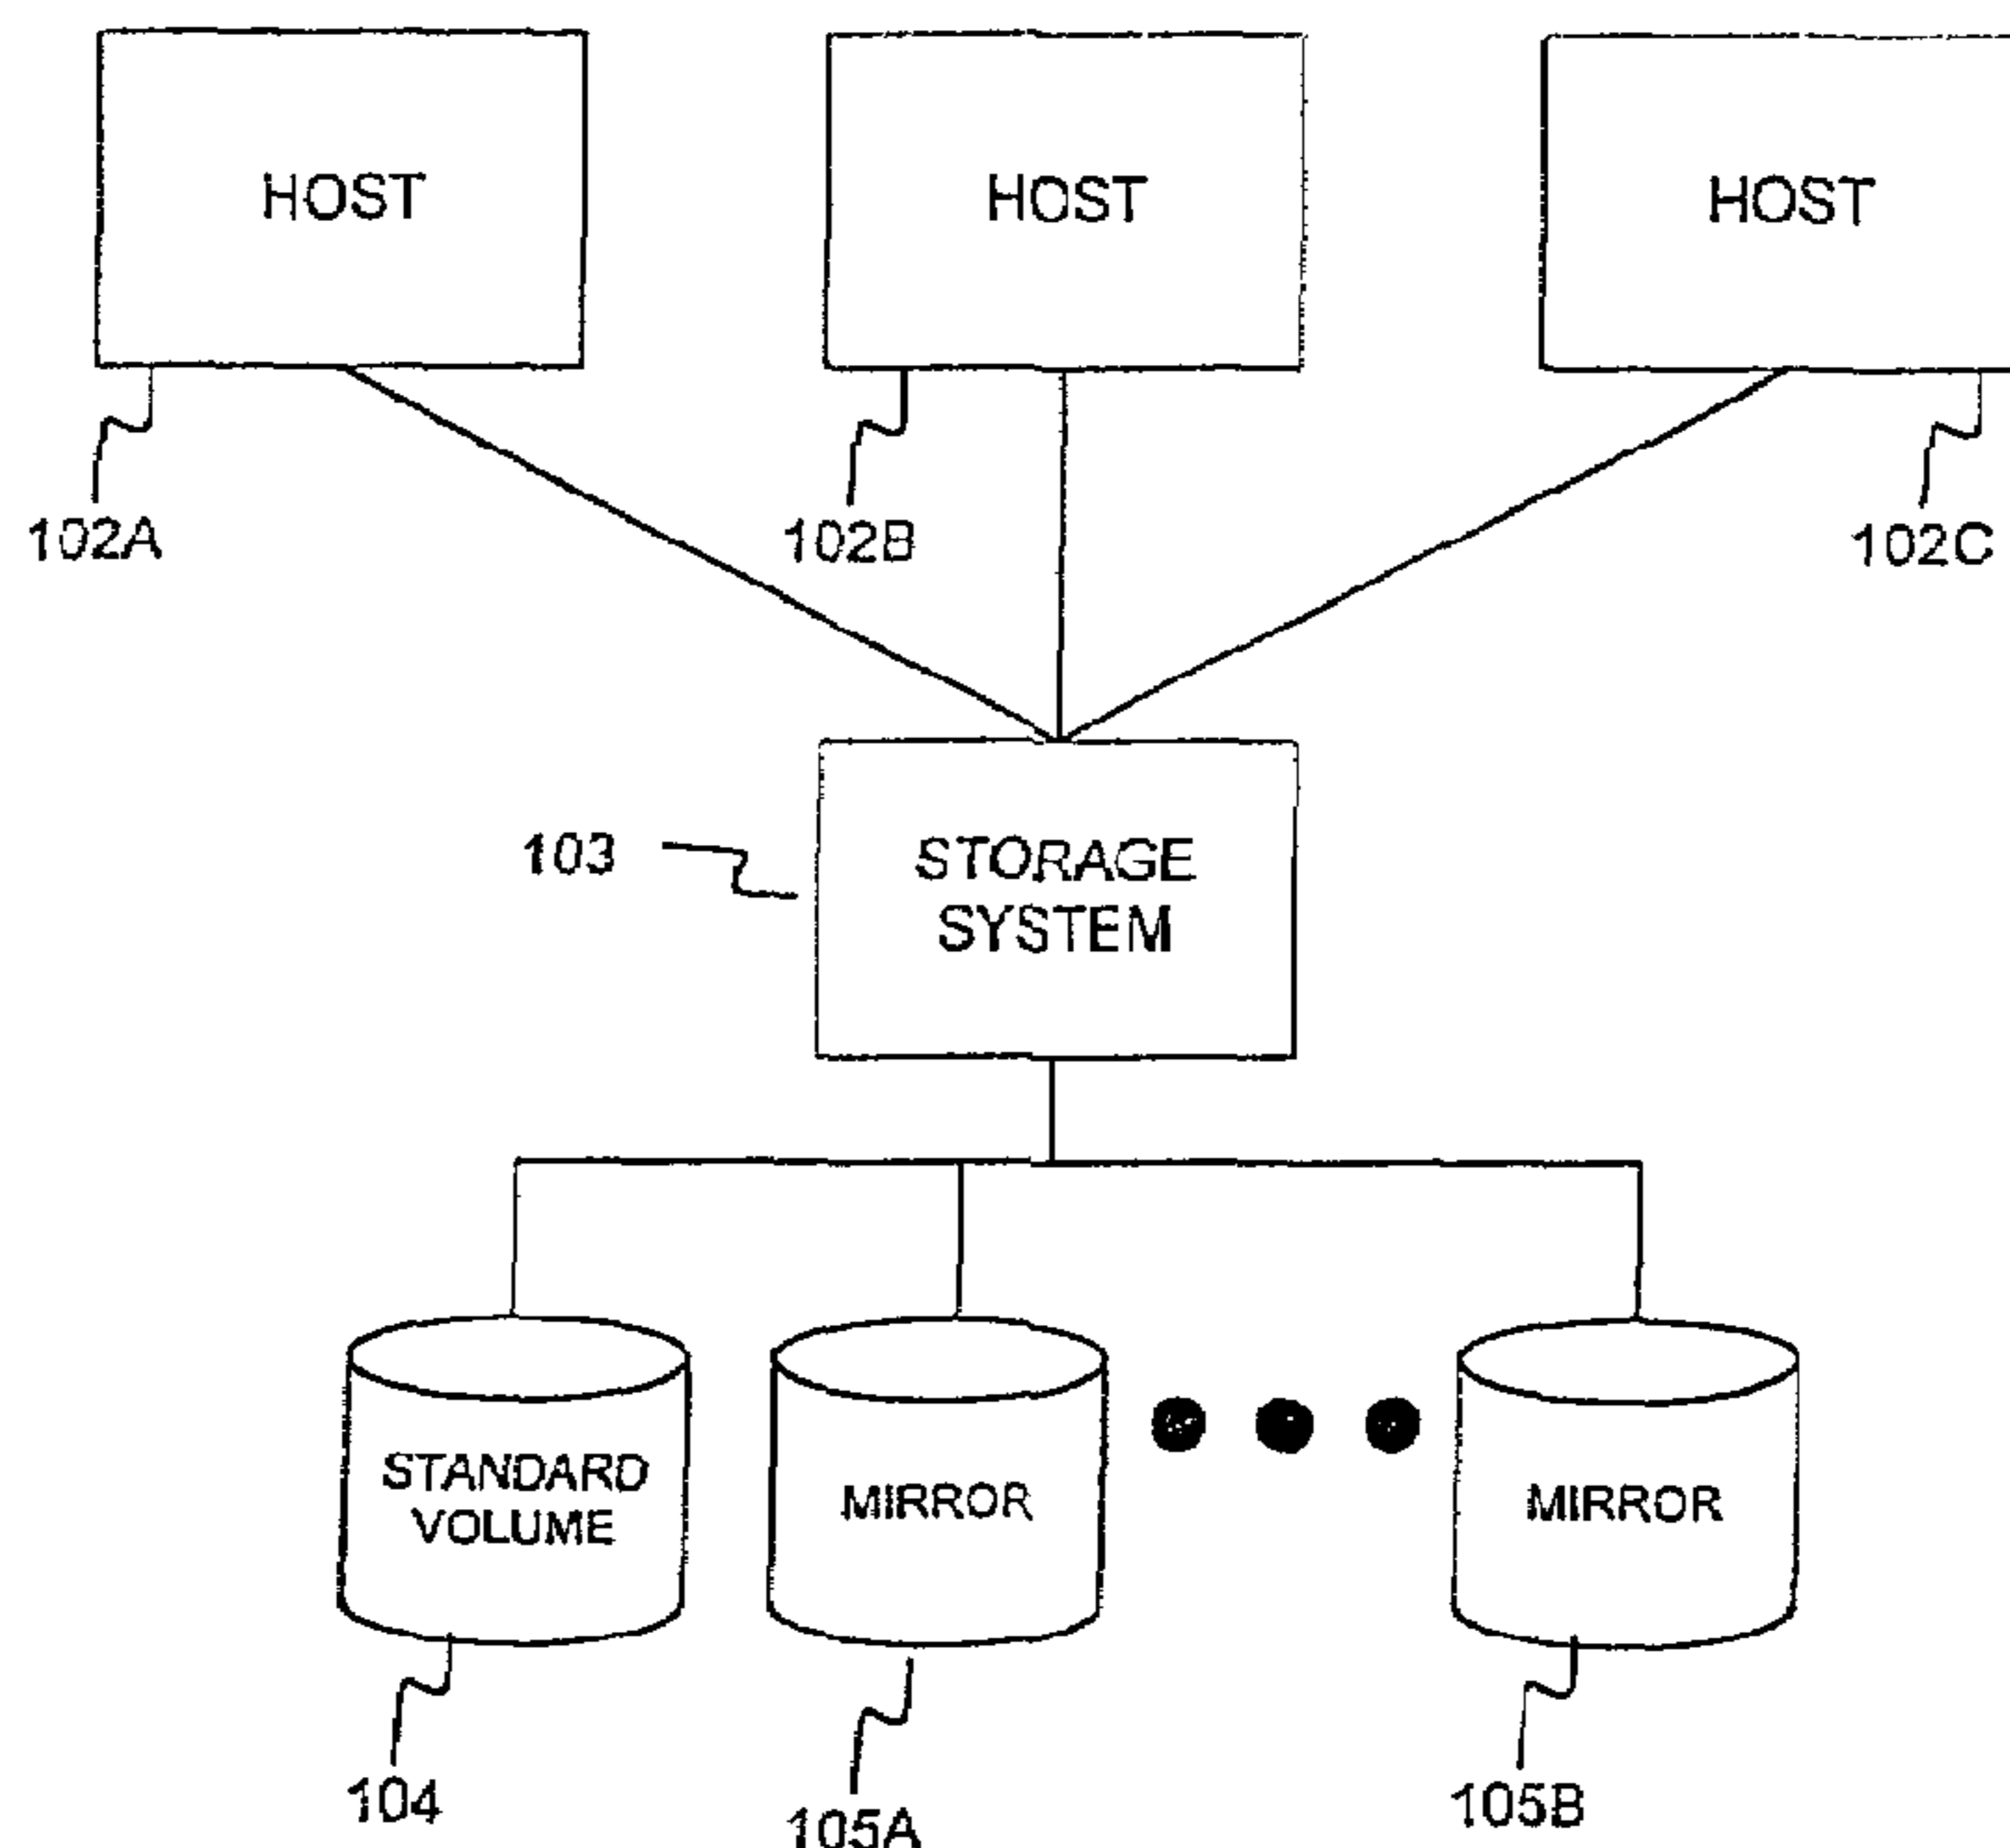 HOST
HOST
HOST
102A
102B
102C
103
STORAGE
SYSTEM
STANDARD
VOLUME
MIRROR
MIRROR
104
105A
105B